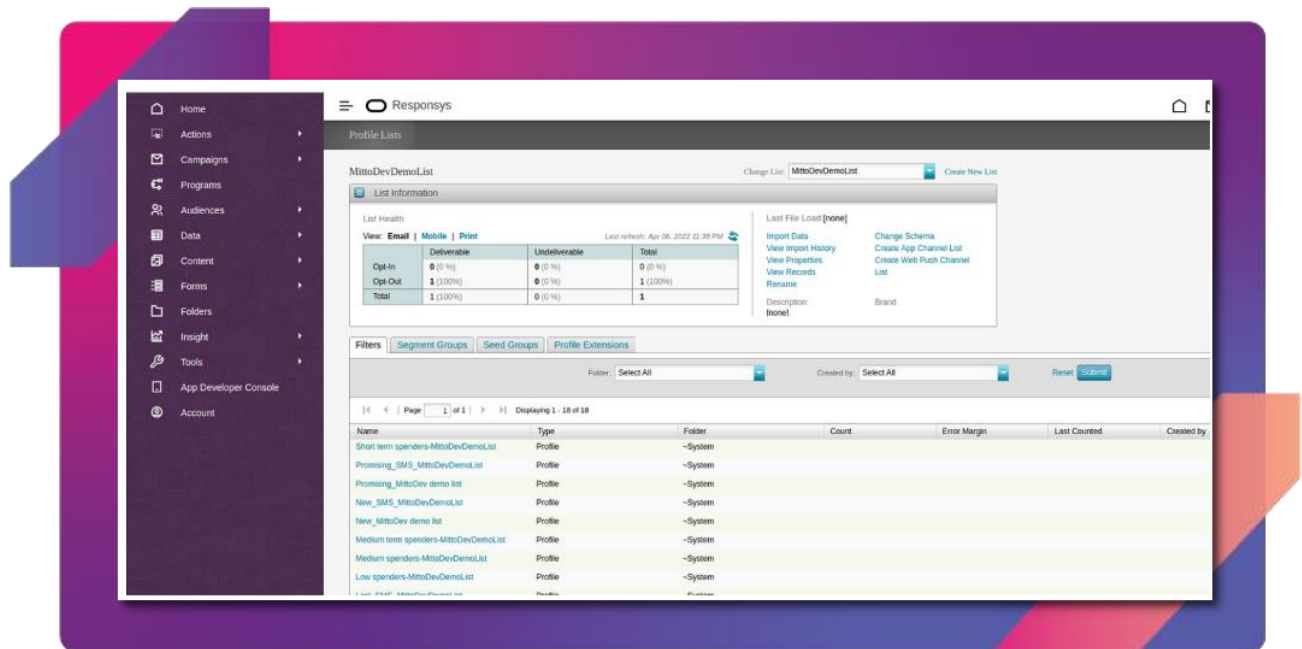 Home
Actions
Campaigns
Programs
Audiences
Data
Content
Forms
Folders
Insight
Tools
App Developer Console
Account
Responsys
Profile Lists
MittoDevDemoList
Change List: MittoDevDemoList Create New List
List Information
List Health
View: Email | Mobile | Print Last refresh: Apr 06, 2022 11:38 PM
Deliverable Undeliverable Total
Opt-In 0 (0 %) 0 (0 %) 0 (0 %)
Opt-Out 1 (100%) 0 (0 %) 1 (100%)
Total 1 (100%) 0 (0 %) 1
Last File Load [none]
Import Data Change Schema
View Import History Create App Channel List
View Properties Create Web Push Channel
View Records List
Rename
Description: Brand
[none]
Filters Segment Groups Seed Groups Profile Extensions
Folder: Select All Created by: Select All Reset Submit
Page 1 of 1 Displaying 1 - 18 of 18
Name Type Folder Count Error Margin Last Counted Created by
Short term spenders-MittoDevDemoList Profile ~System
Promising_SMS_MittoDevDemoList Profile ~System
Promising_MittoDev demo list Profile ~System
New_SMS_MittoDevDemoList Profile ~System
New_MittoDev demo list Profile ~System
Medium term spenders-MittoDevDemoList Profile ~System
Medium spenders-MittoDevDemoList Profile ~System
Low spenders-MittoDevDemoList Profile ~System